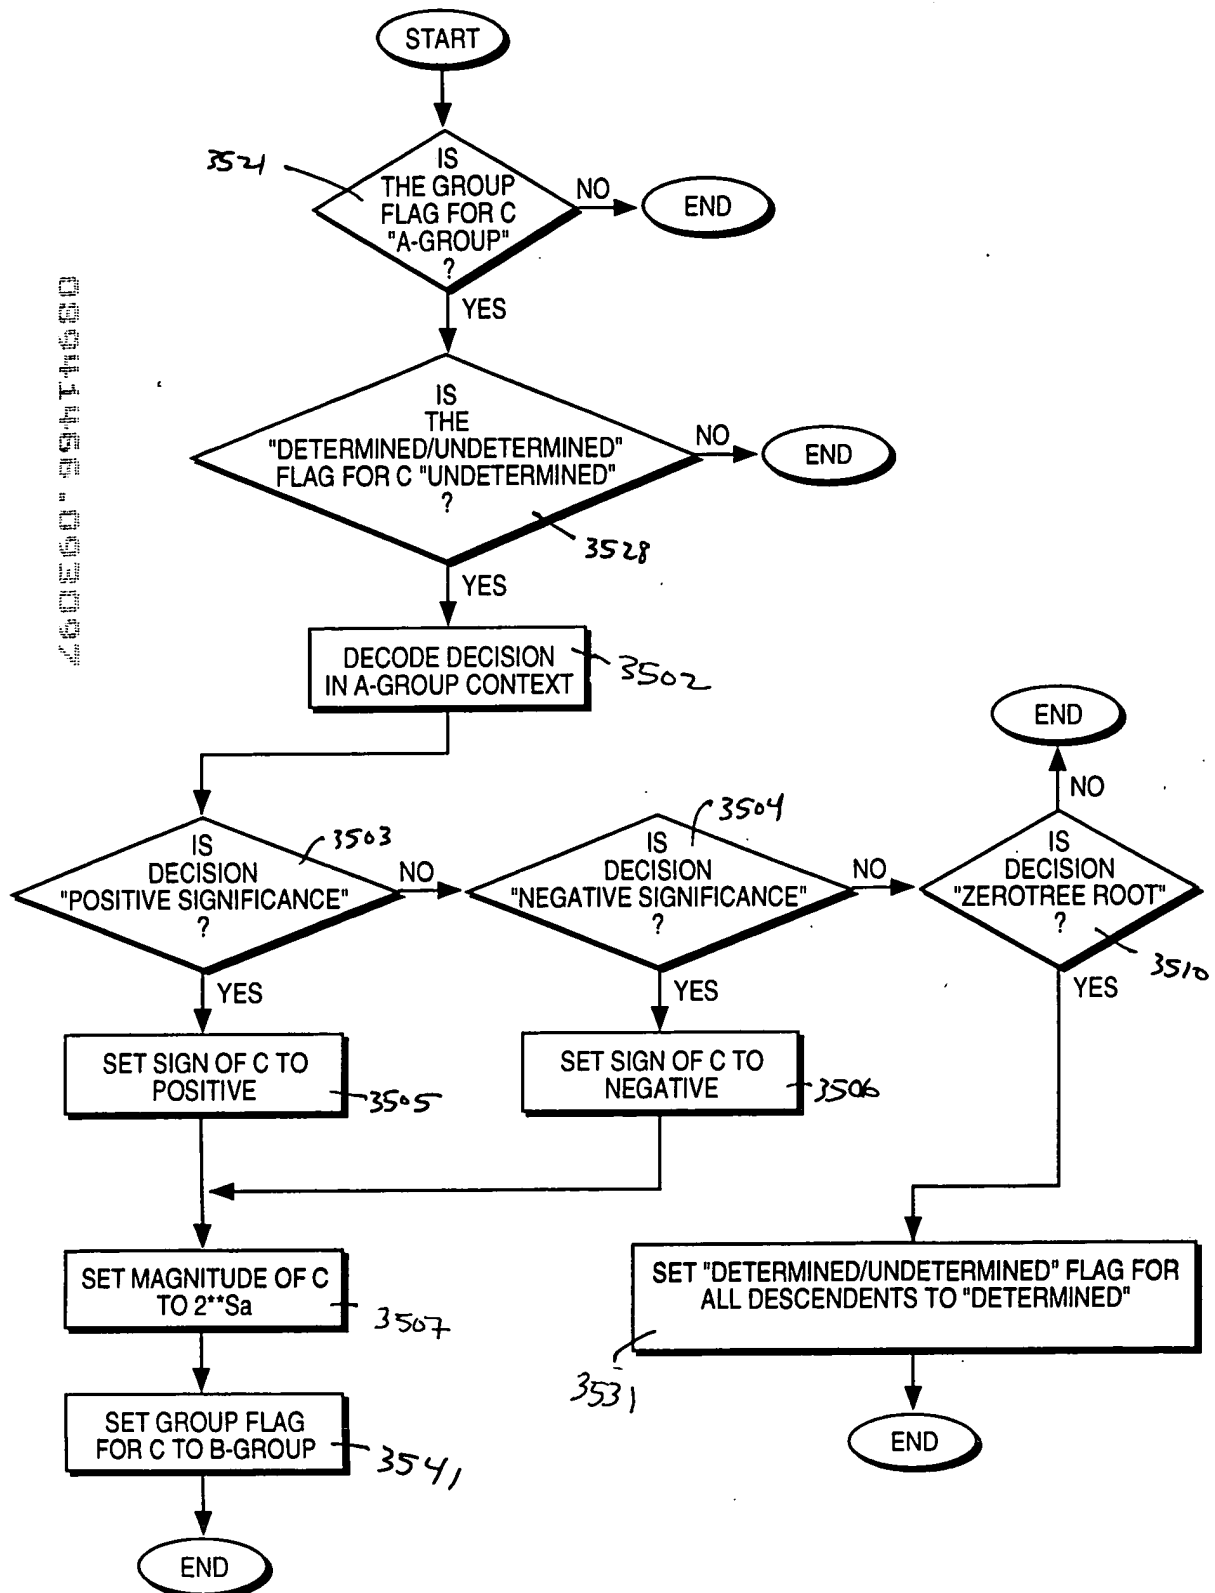 START
3521
IS
THE GROUP
FLAG FOR C
"A-GROUP"
?
NO
END
YES
IS
THE
"DETERMINED/UNDETERMINED"
FLAG FOR C "UNDETERMINED"
?
NO
END
3528
YES
DECODE DECISION
IN A-GROUP CONTEXT
3502
END
NO
IS
DECISION
"POSITIVE SIGNIFICANCE"
?
3503
NO
IS
DECISION
"NEGATIVE SIGNIFICANCE"
?
3504
NO
IS
DECISION
"ZEROTREE ROOT"
?
3510
YES
YES
YES
SET SIGN OF C TO
POSITIVE
3505
SET SIGN OF C TO
NEGATIVE
3506
SET MAGNITUDE OF C
TO 2**Sa
3507
SET "DETERMINED/UNDETERMINED" FLAG FOR
ALL DESCENDENTS TO "DETERMINED"
3531
SET GROUP FLAG
FOR C TO B-GROUP
3541
END
END